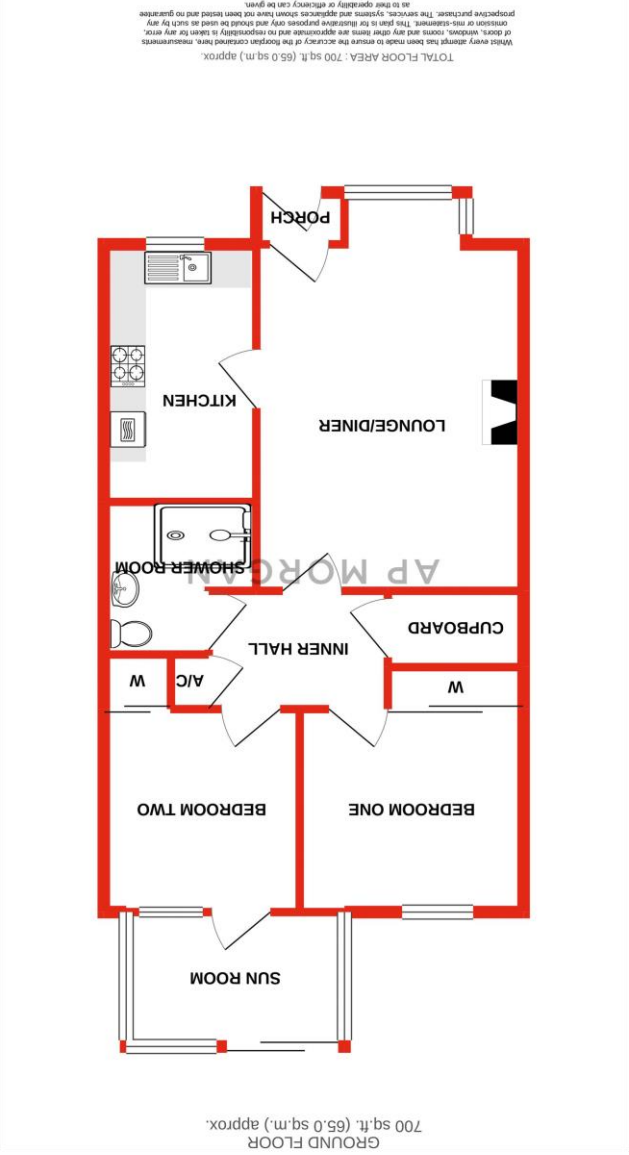 GROUND FLOOR
700 sq.ft. (65.0 sq.m.) approx.
SUN ROOM
BEDROOM ONE
BEDROOM TWO
W
A/C
W
INNER HALL
CUPBOARD
AP MORGAN
SHOWER ROOM
LOUNGE/DINER
KITCHEN
PORCH
TOTAL FLOOR AREA : 700 sq.ft. (65.0 sq.m.) approx.
Whilst every attempt has been made to ensure the accuracy of the floorplan contained here, measurements
of doors, windows, rooms and any other items are approximate and no responsibility is taken for any error,
omission or mis-statement. This plan is for illustrative purposes only and should be used as such by any
prospective purchaser. The services, systems and appliances shown have not been tested and no guarantee
as to their operability or efficiency can be given.